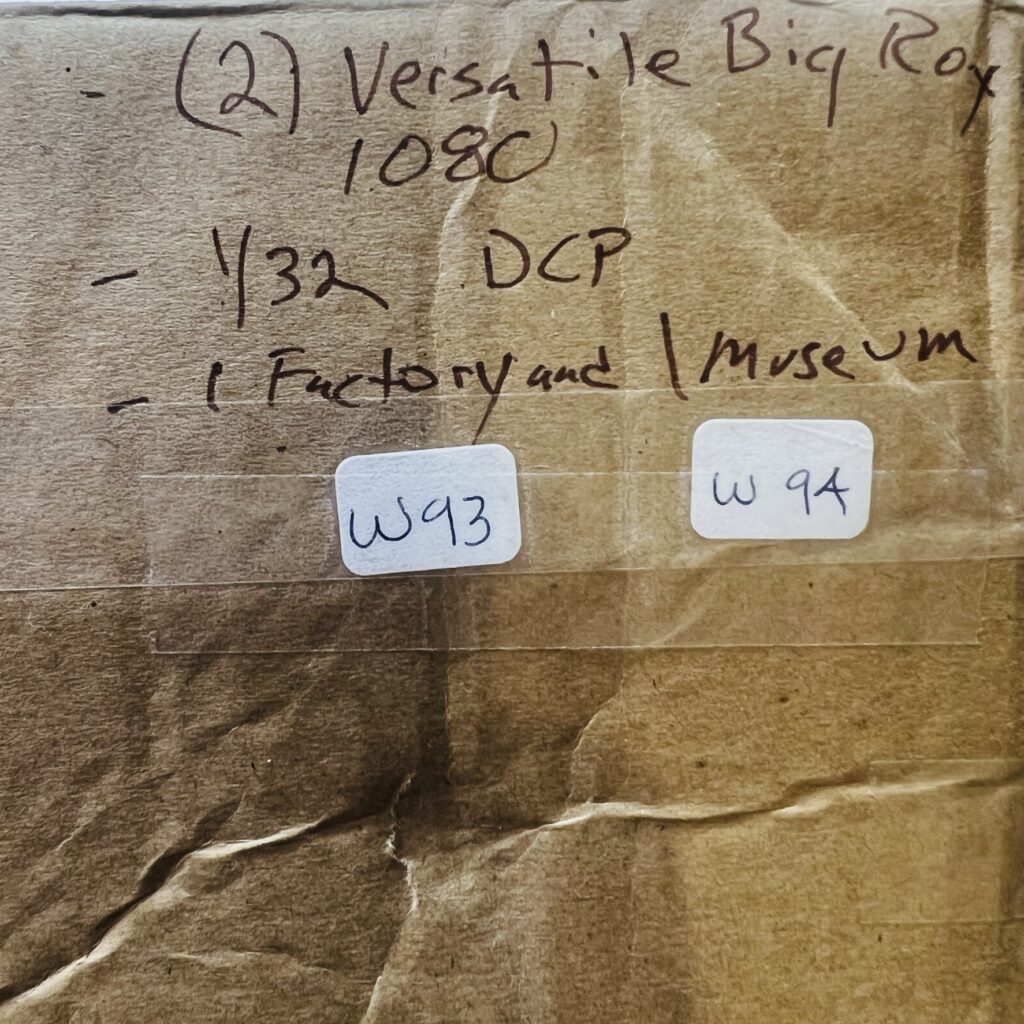 - (2) Versatile Big Roy
1080
- 1/32 DCP
- 1 Factory and 1 Museum
W93 W 94